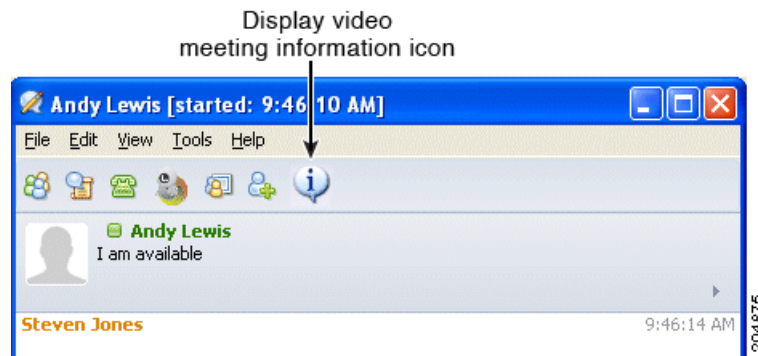 Display video
meeting information icon
Andy Lewis [started: 9:46:10 AM]
File Edit View Tools Help
Andy Lewis
I am available
Steven Jones 9:46:14 AM
204875